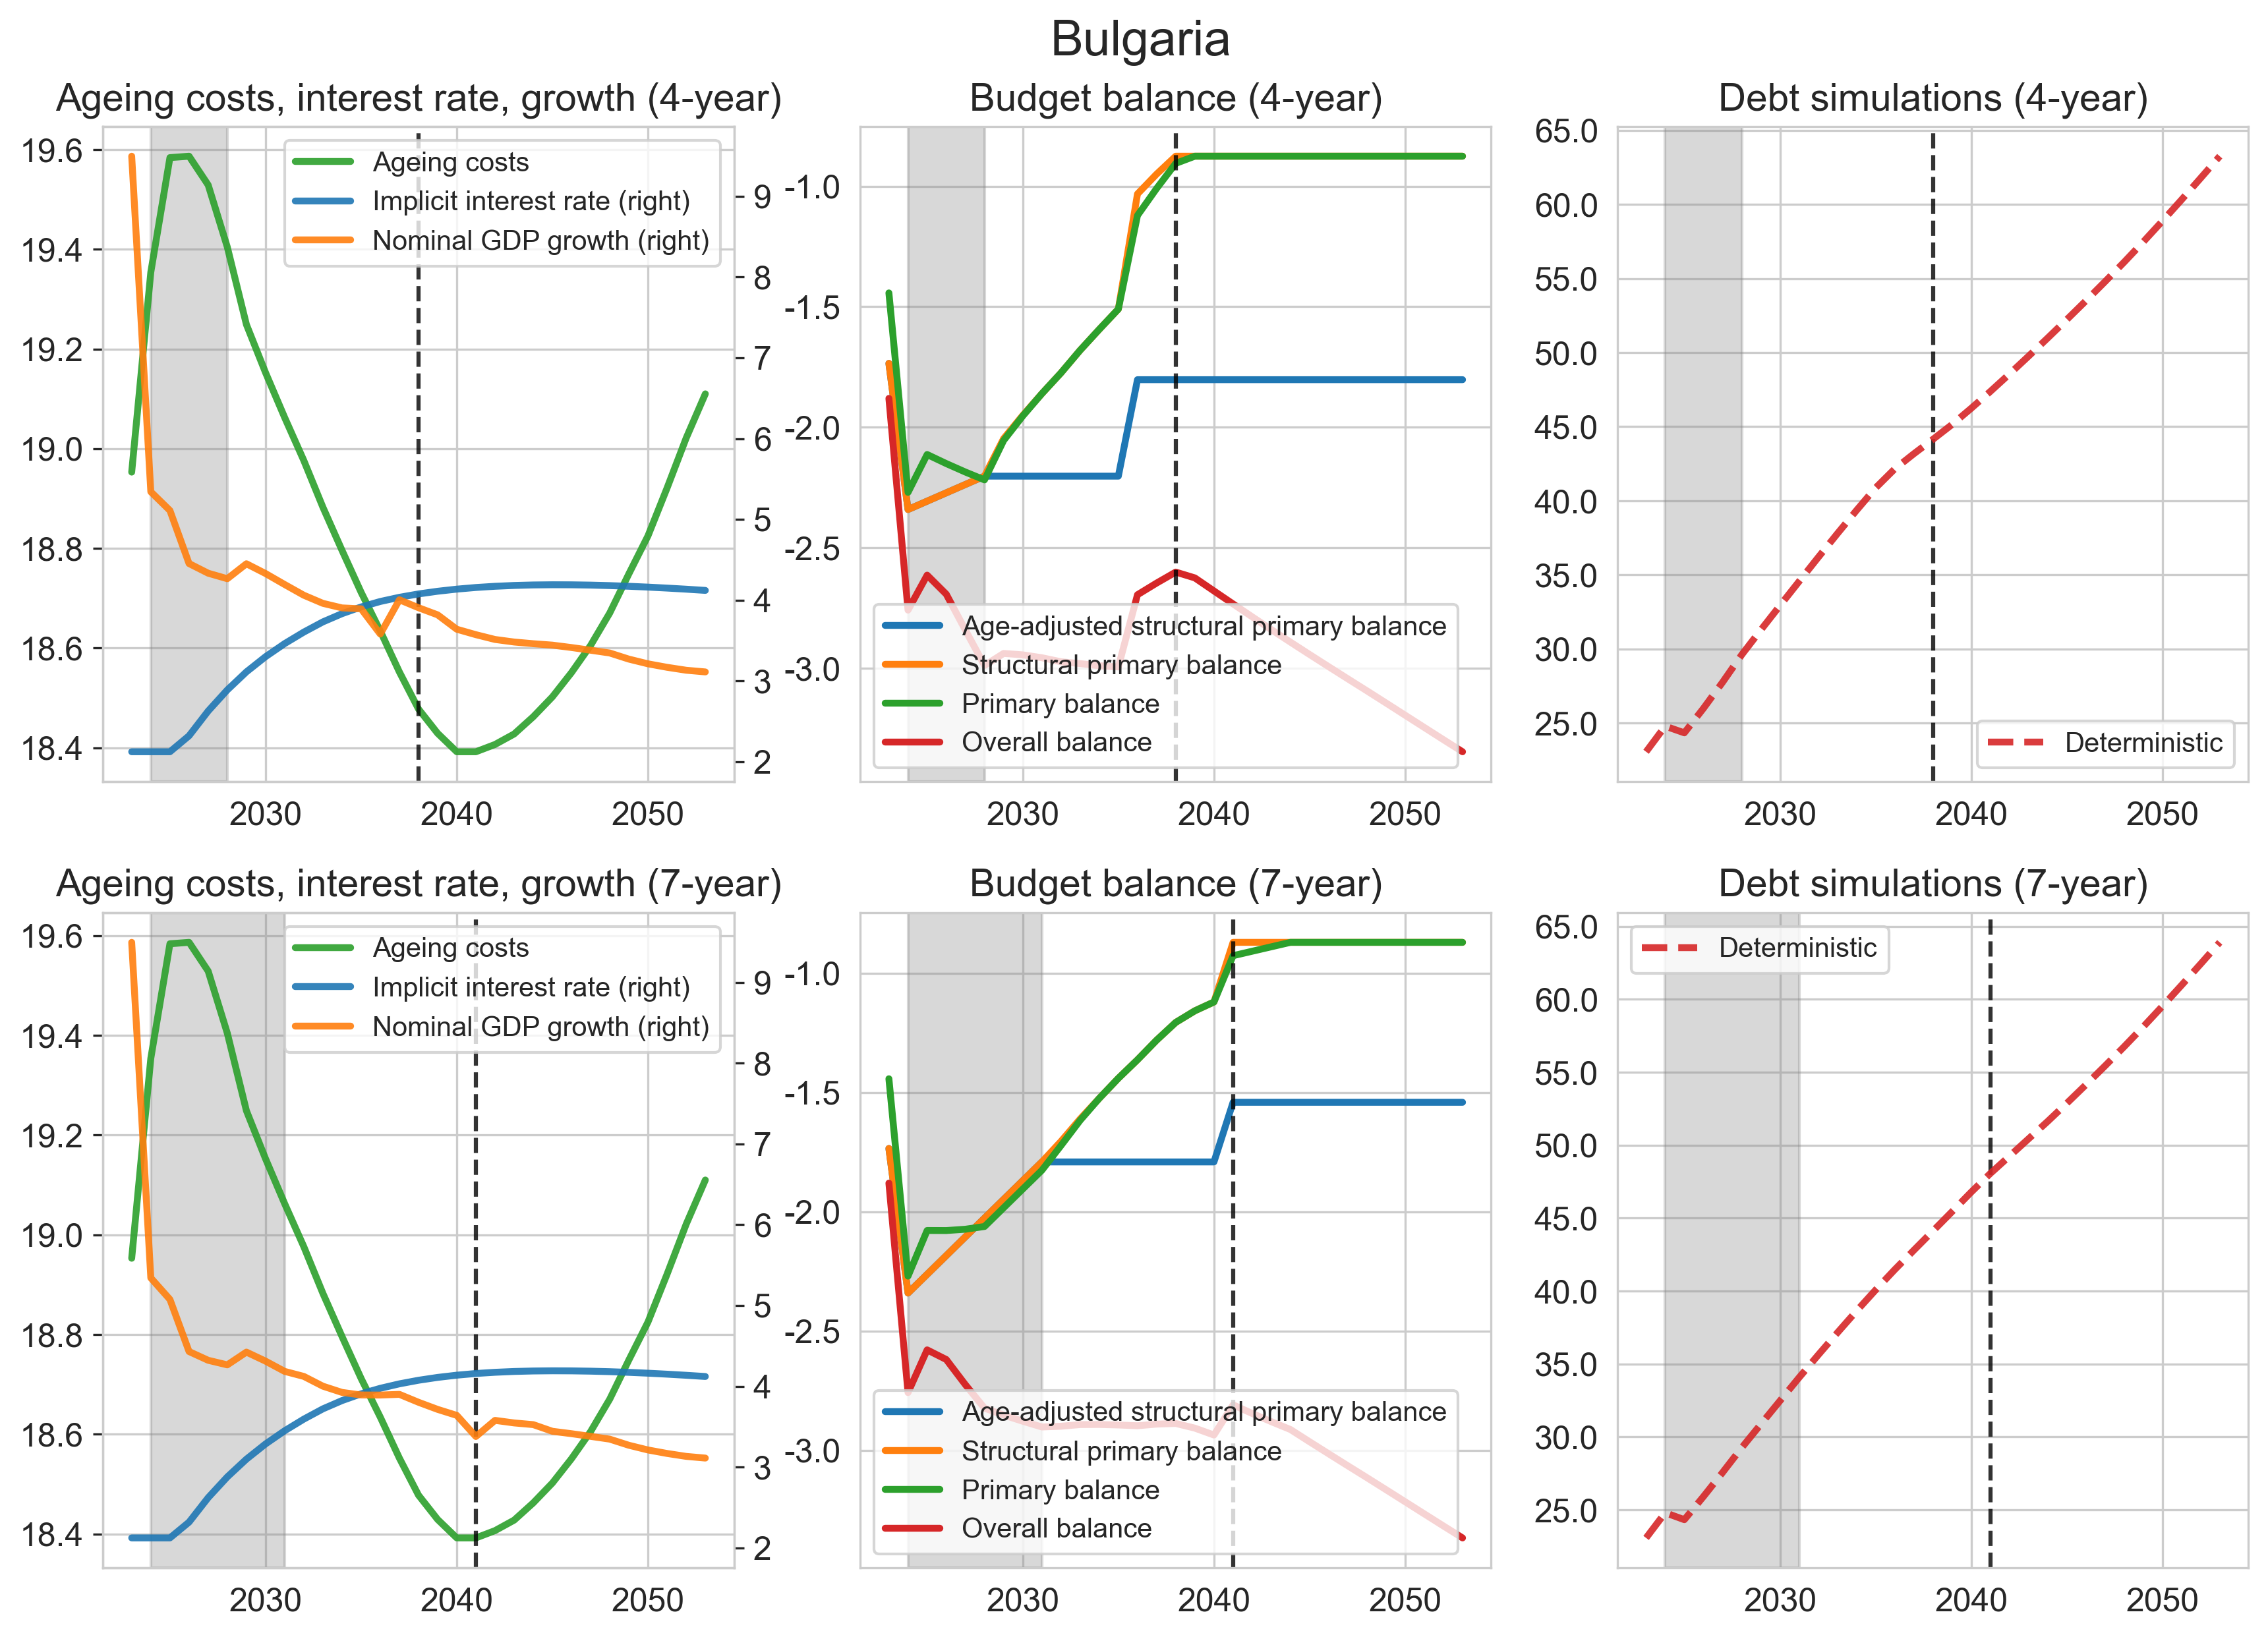 Bulgaria
Ageing costs, interest rate, growth (4-year)
19.6
19.4
19.2
19.0
18.8
18.6
18.4
9
8
7
6
5
4
3
2
2030 2040 2050
Ageing costs
Implicit interest rate (right)
Nominal GDP growth (right)
Budget balance (4-year)
-1.0
-1.5
-2.0
-2.5
-3.0
2030 2040 2050
Age-adjusted structural primary balance
Structural primary balance
Primary balance
Overall balance
Debt simulations (4-year)
65.0
60.0
55.0
50.0
45.0
40.0
35.0
30.0
25.0
2030 2040 2050
Deterministic
Ageing costs, interest rate, growth (7-year)
19.6
19.4
19.2
19.0
18.8
18.6
18.4
9
8
7
6
5
4
3
2
2030 2040 2050
Ageing costs
Implicit interest rate (right)
Nominal GDP growth (right)
Budget balance (7-year)
-1.0
-1.5
-2.0
-2.5
-3.0
2030 2040 2050
Age-adjusted structural primary balance
Structural primary balance
Primary balance
Overall balance
Debt simulations (7-year)
65.0
60.0
55.0
50.0
45.0
40.0
35.0
30.0
25.0
2030 2040 2050
Deterministic